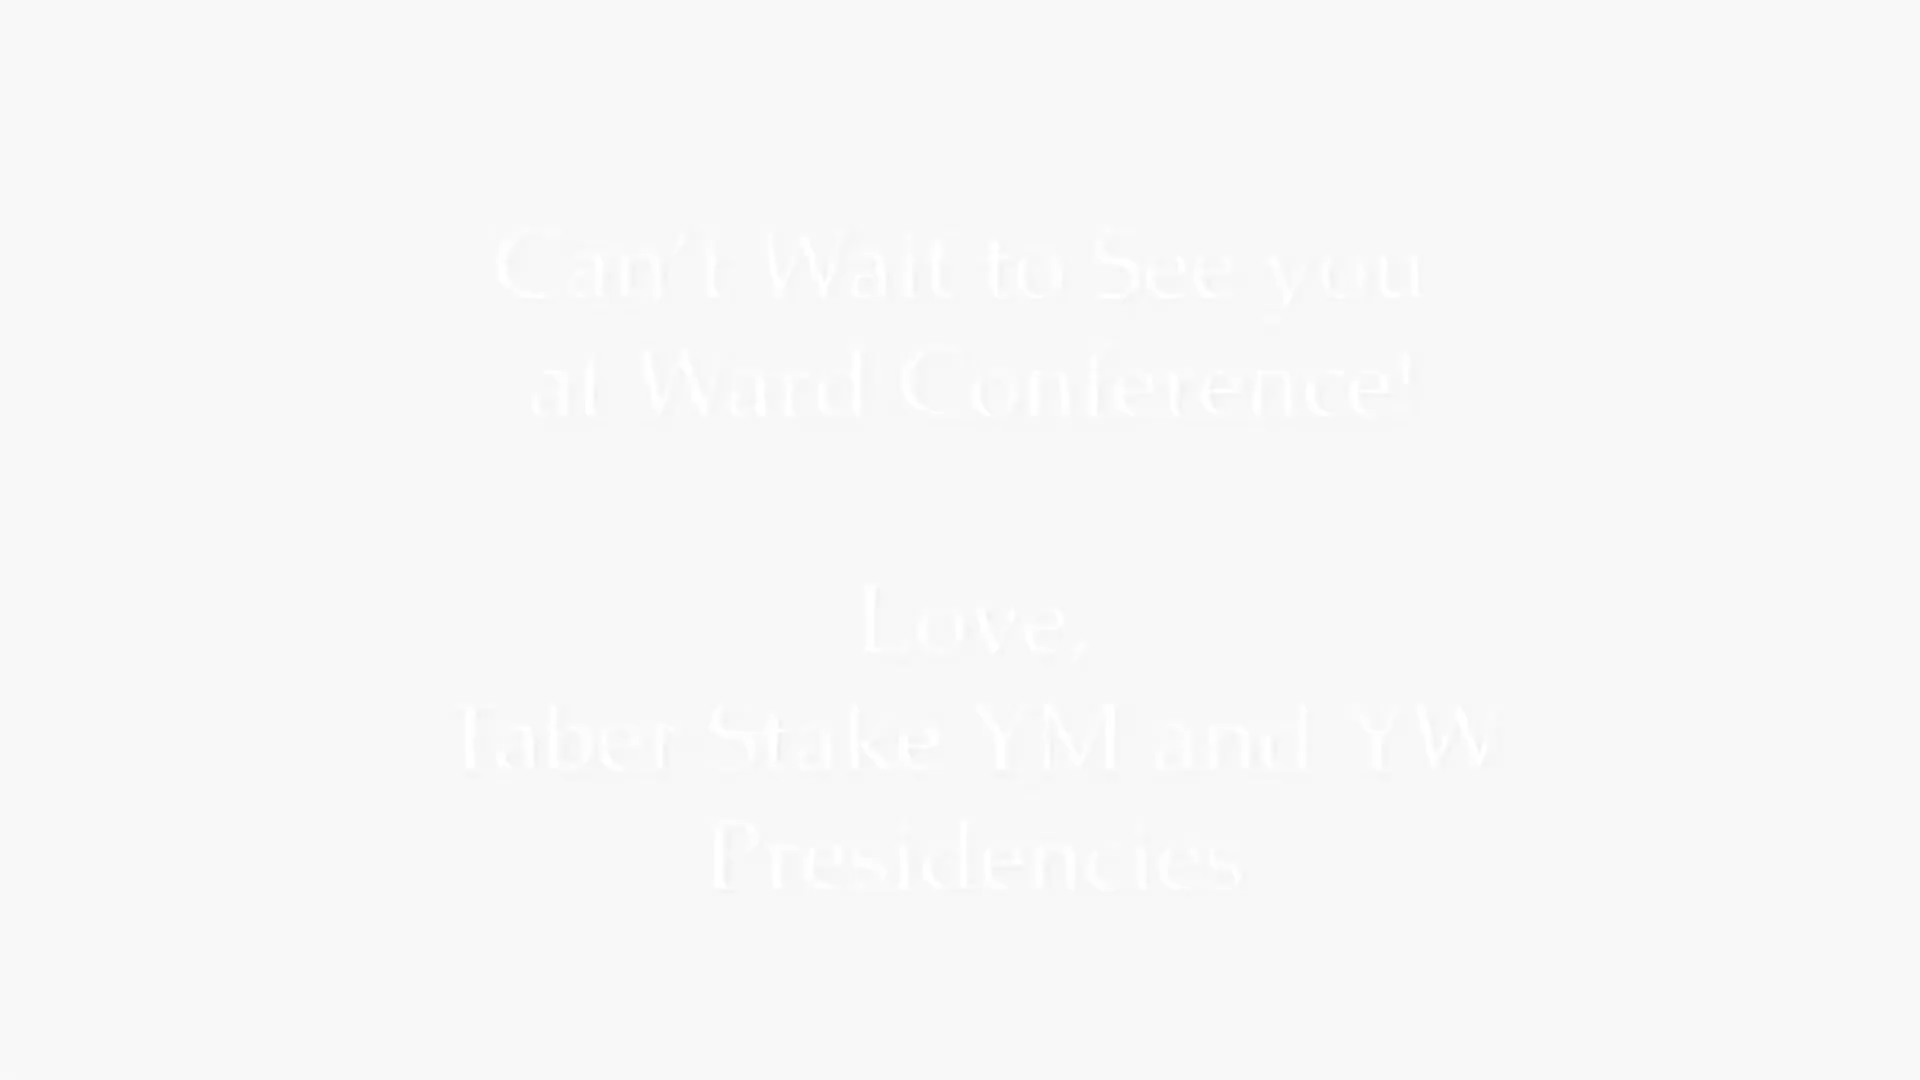 Can't Wait to See you
at Ward Conference!
Love,
Taber Stake YM and YW
Presidencies